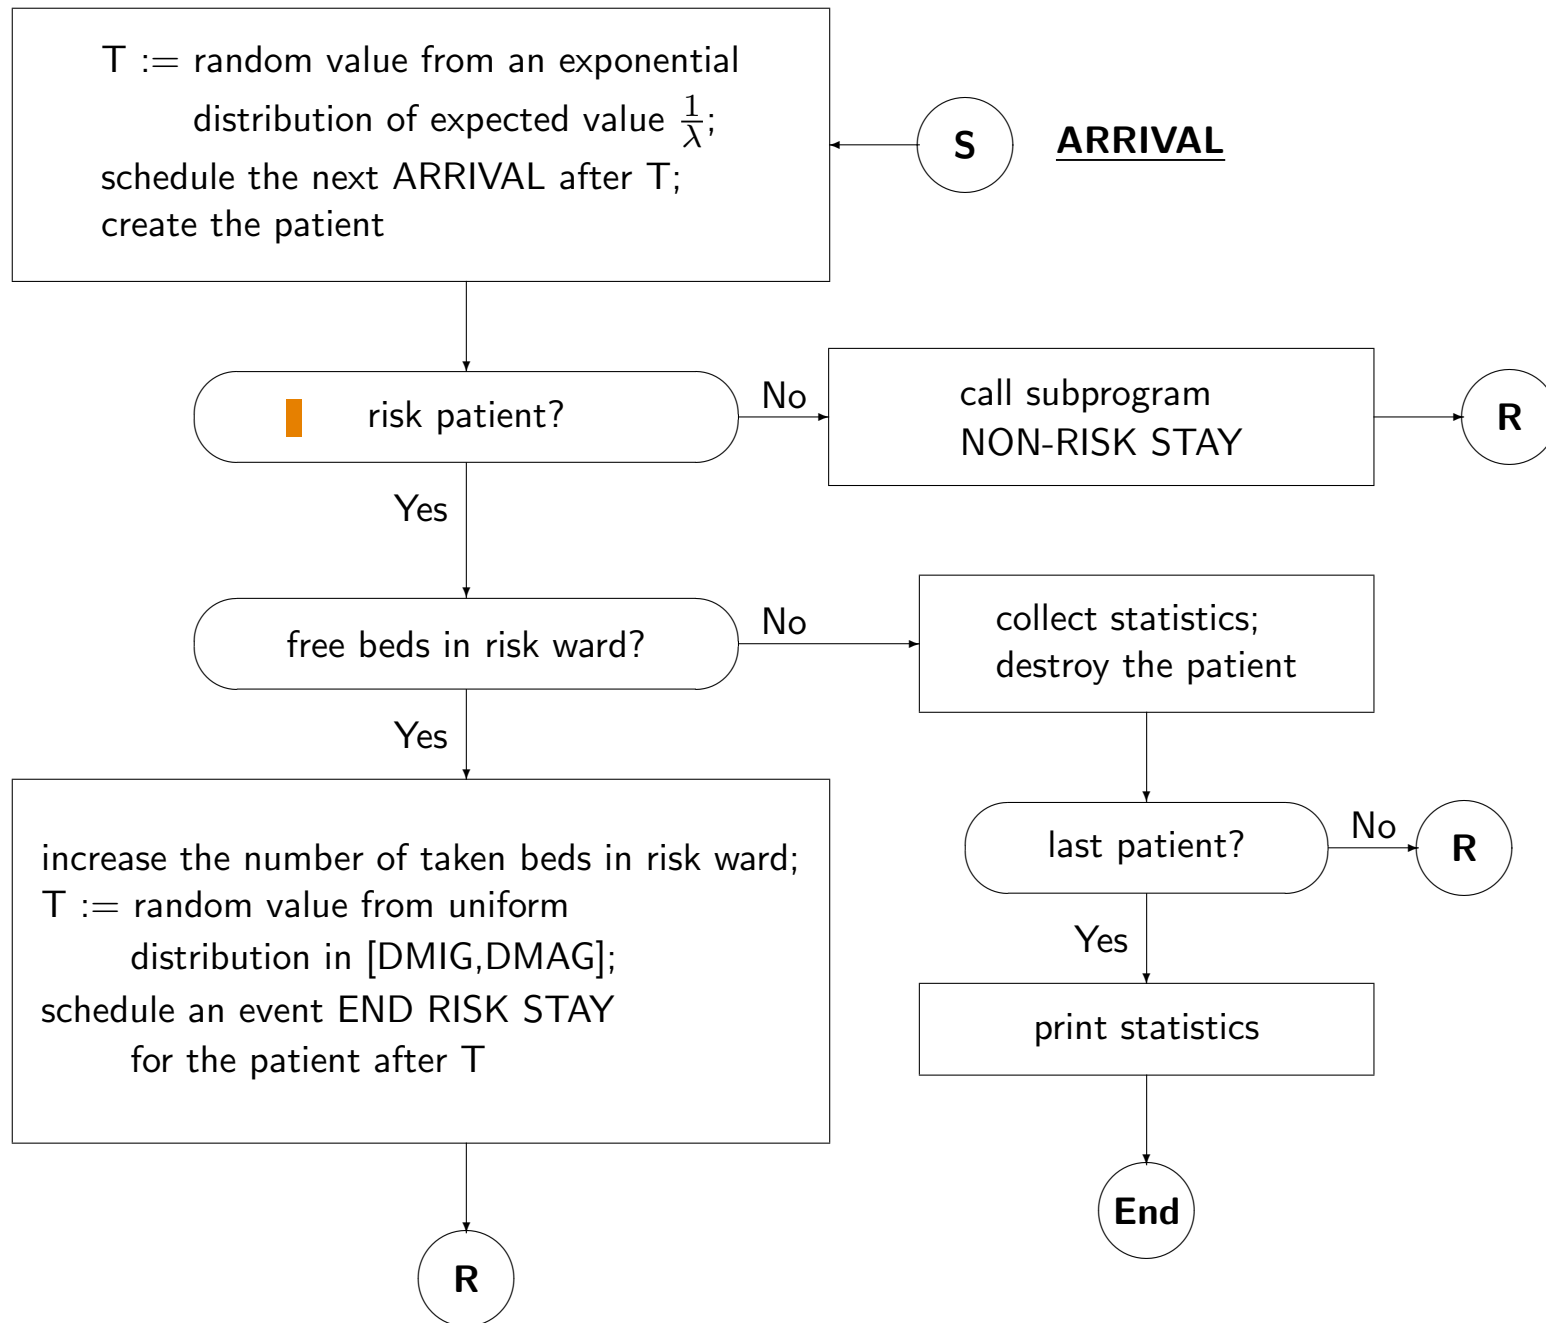 T := random value from an exponential
distribution of expected value 1/λ;
schedule the next ARRIVAL after T;
create the patient
S
ARRIVAL
risk patient?
No
call subprogram
NON-RISK STAY
R
Yes
free beds in risk ward?
No
collect statistics;
destroy the patient
Yes
last patient?
No
R
increase the number of taken beds in risk ward;
T := random value from uniform
distribution in [DMIG,DMAG];
schedule an event END RISK STAY
for the patient after T
Yes
print statistics
End
R